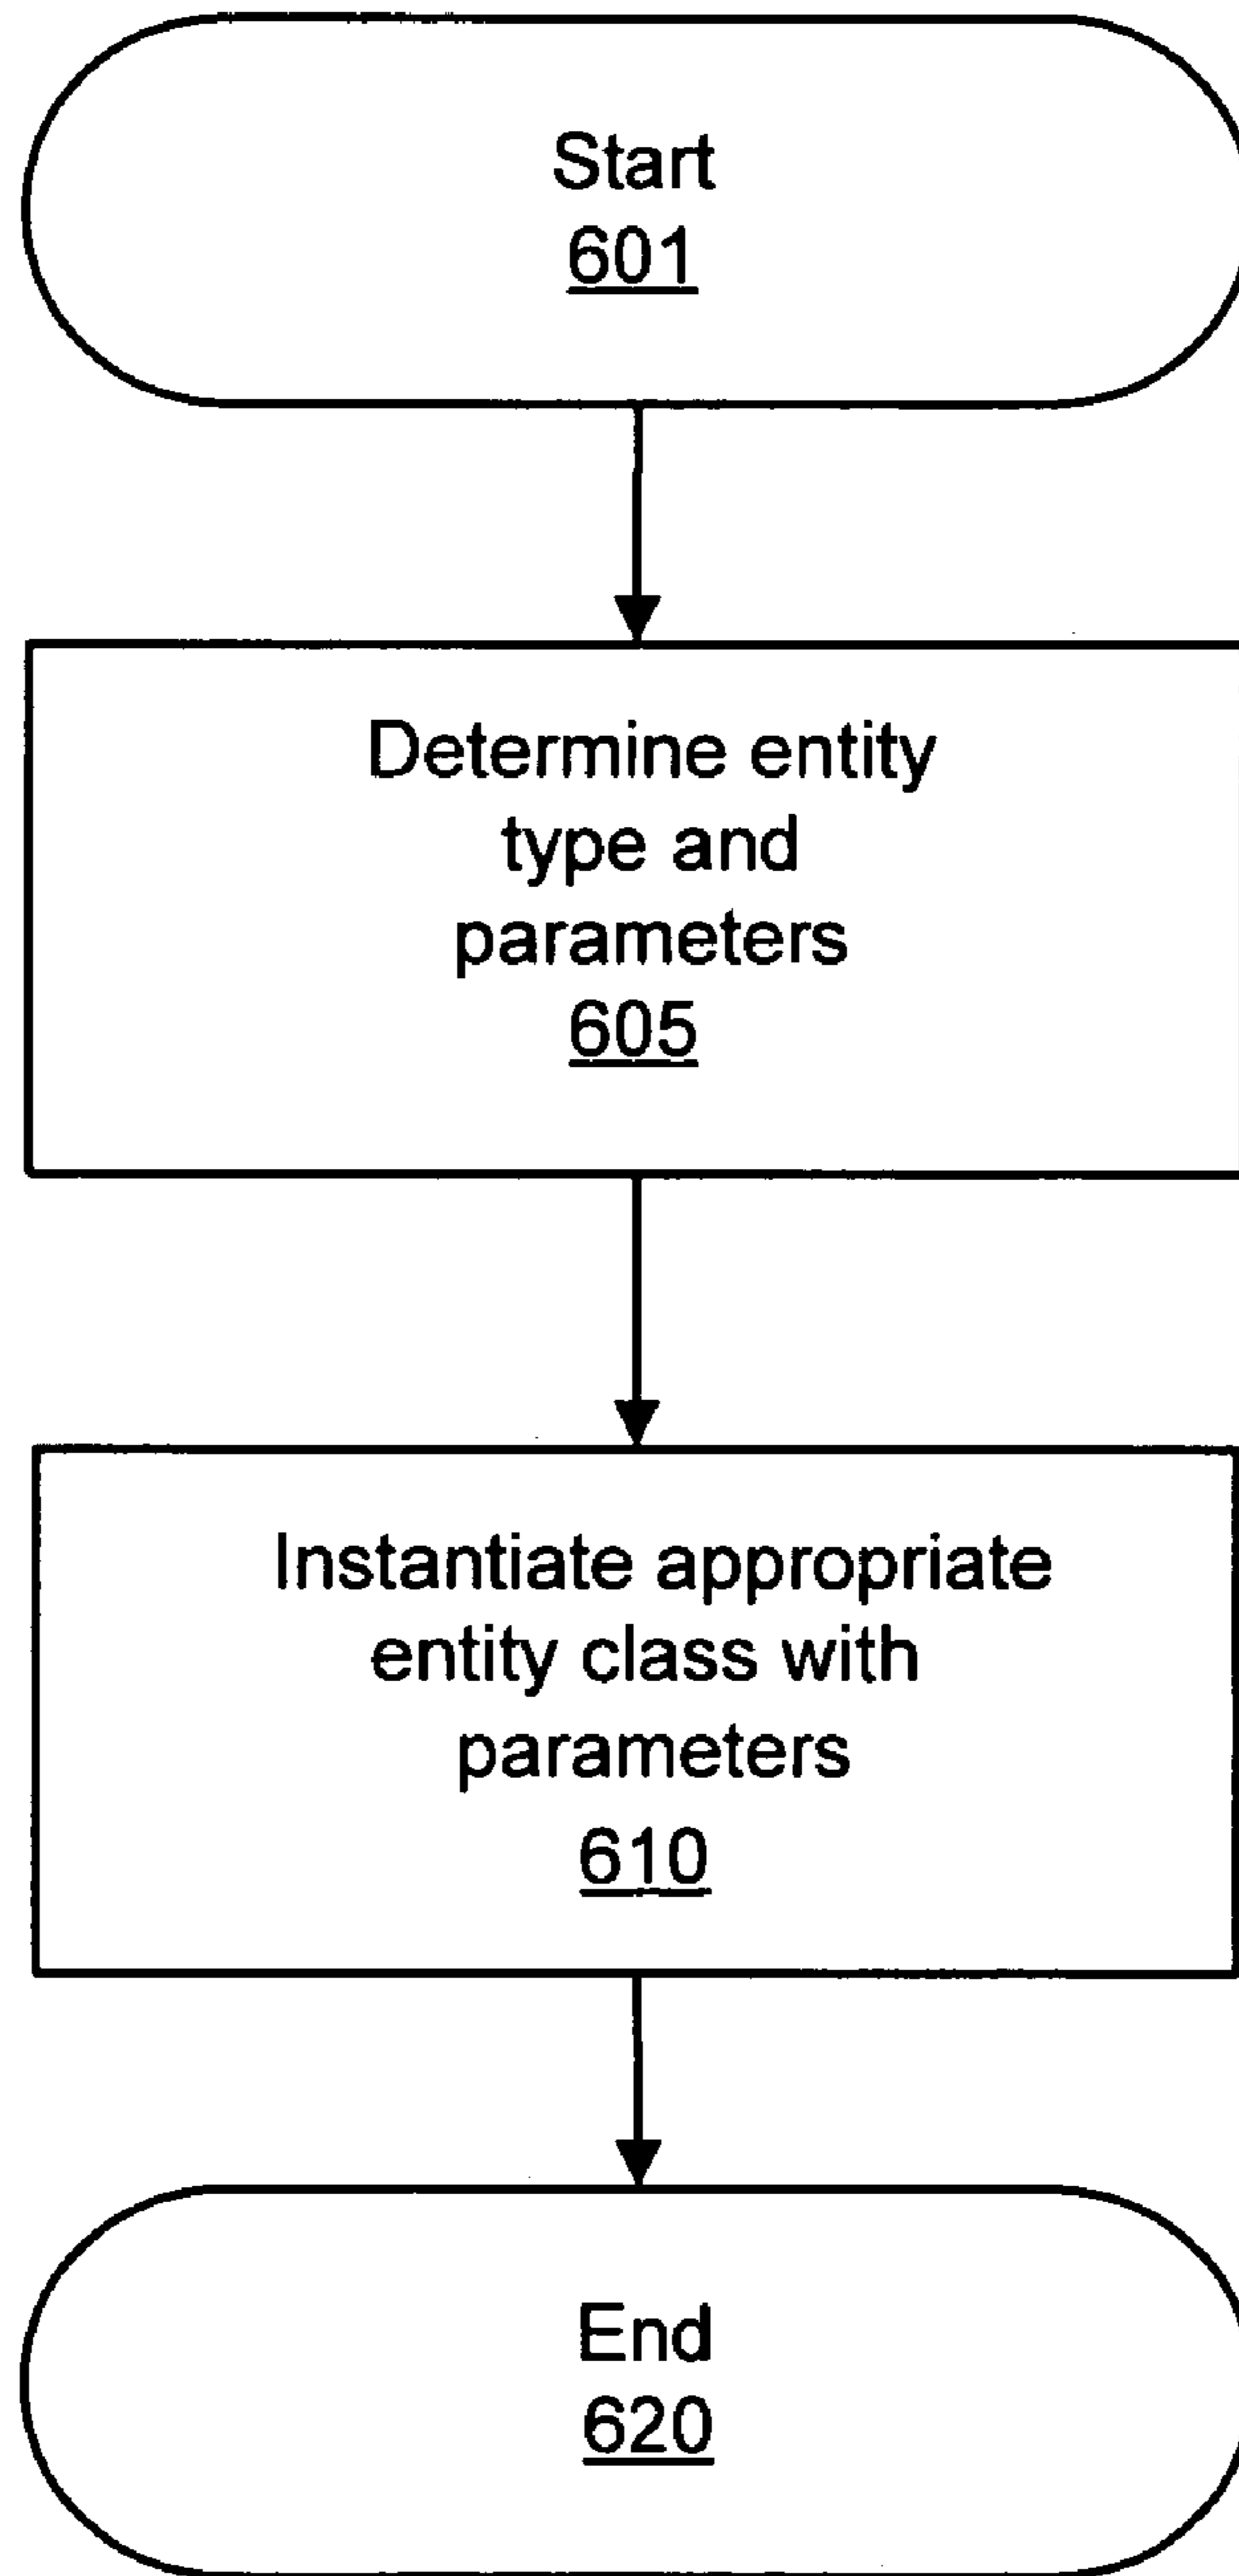 Start
601
Determine entity
type and
parameters
605
Instantiate appropriate
entity class with
parameters
610
End
620